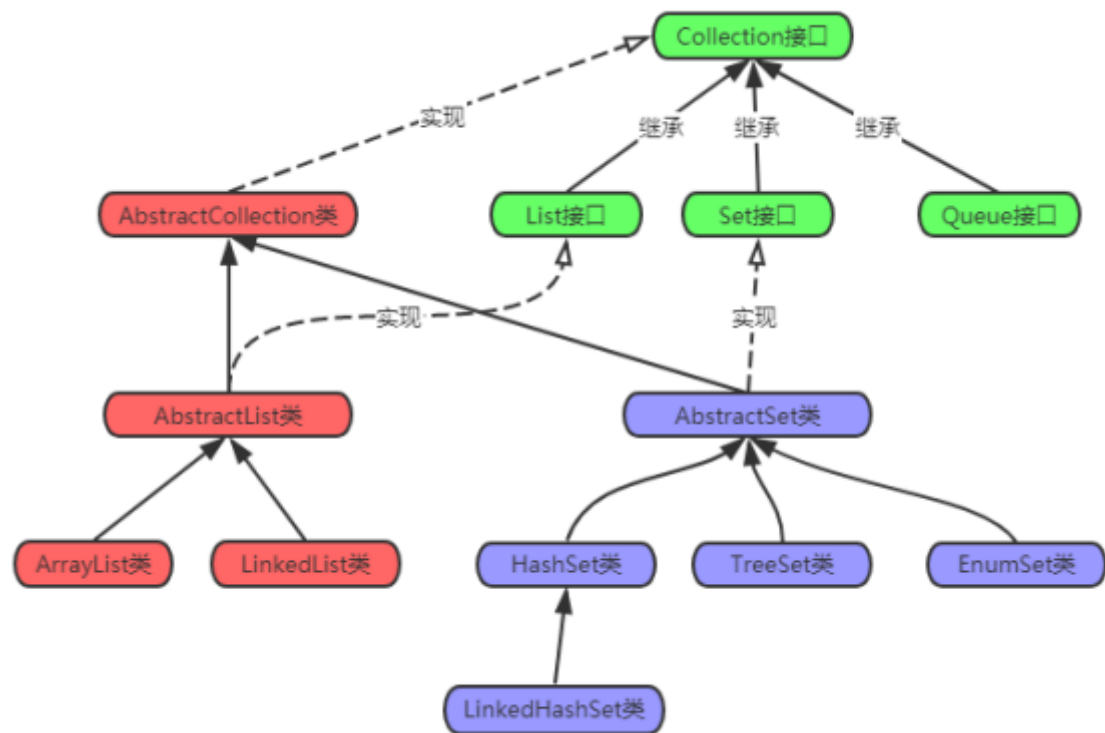 Collection接口
实现
继承
继承
继承
AbstractCollection类
List接口
Set接口
Queue接口
实现
实现
AbstractList类
AbstractSet类
ArrayList类
LinkedList类
HashSet类
TreeSet类
EnumSet类
LinkedHashSet类